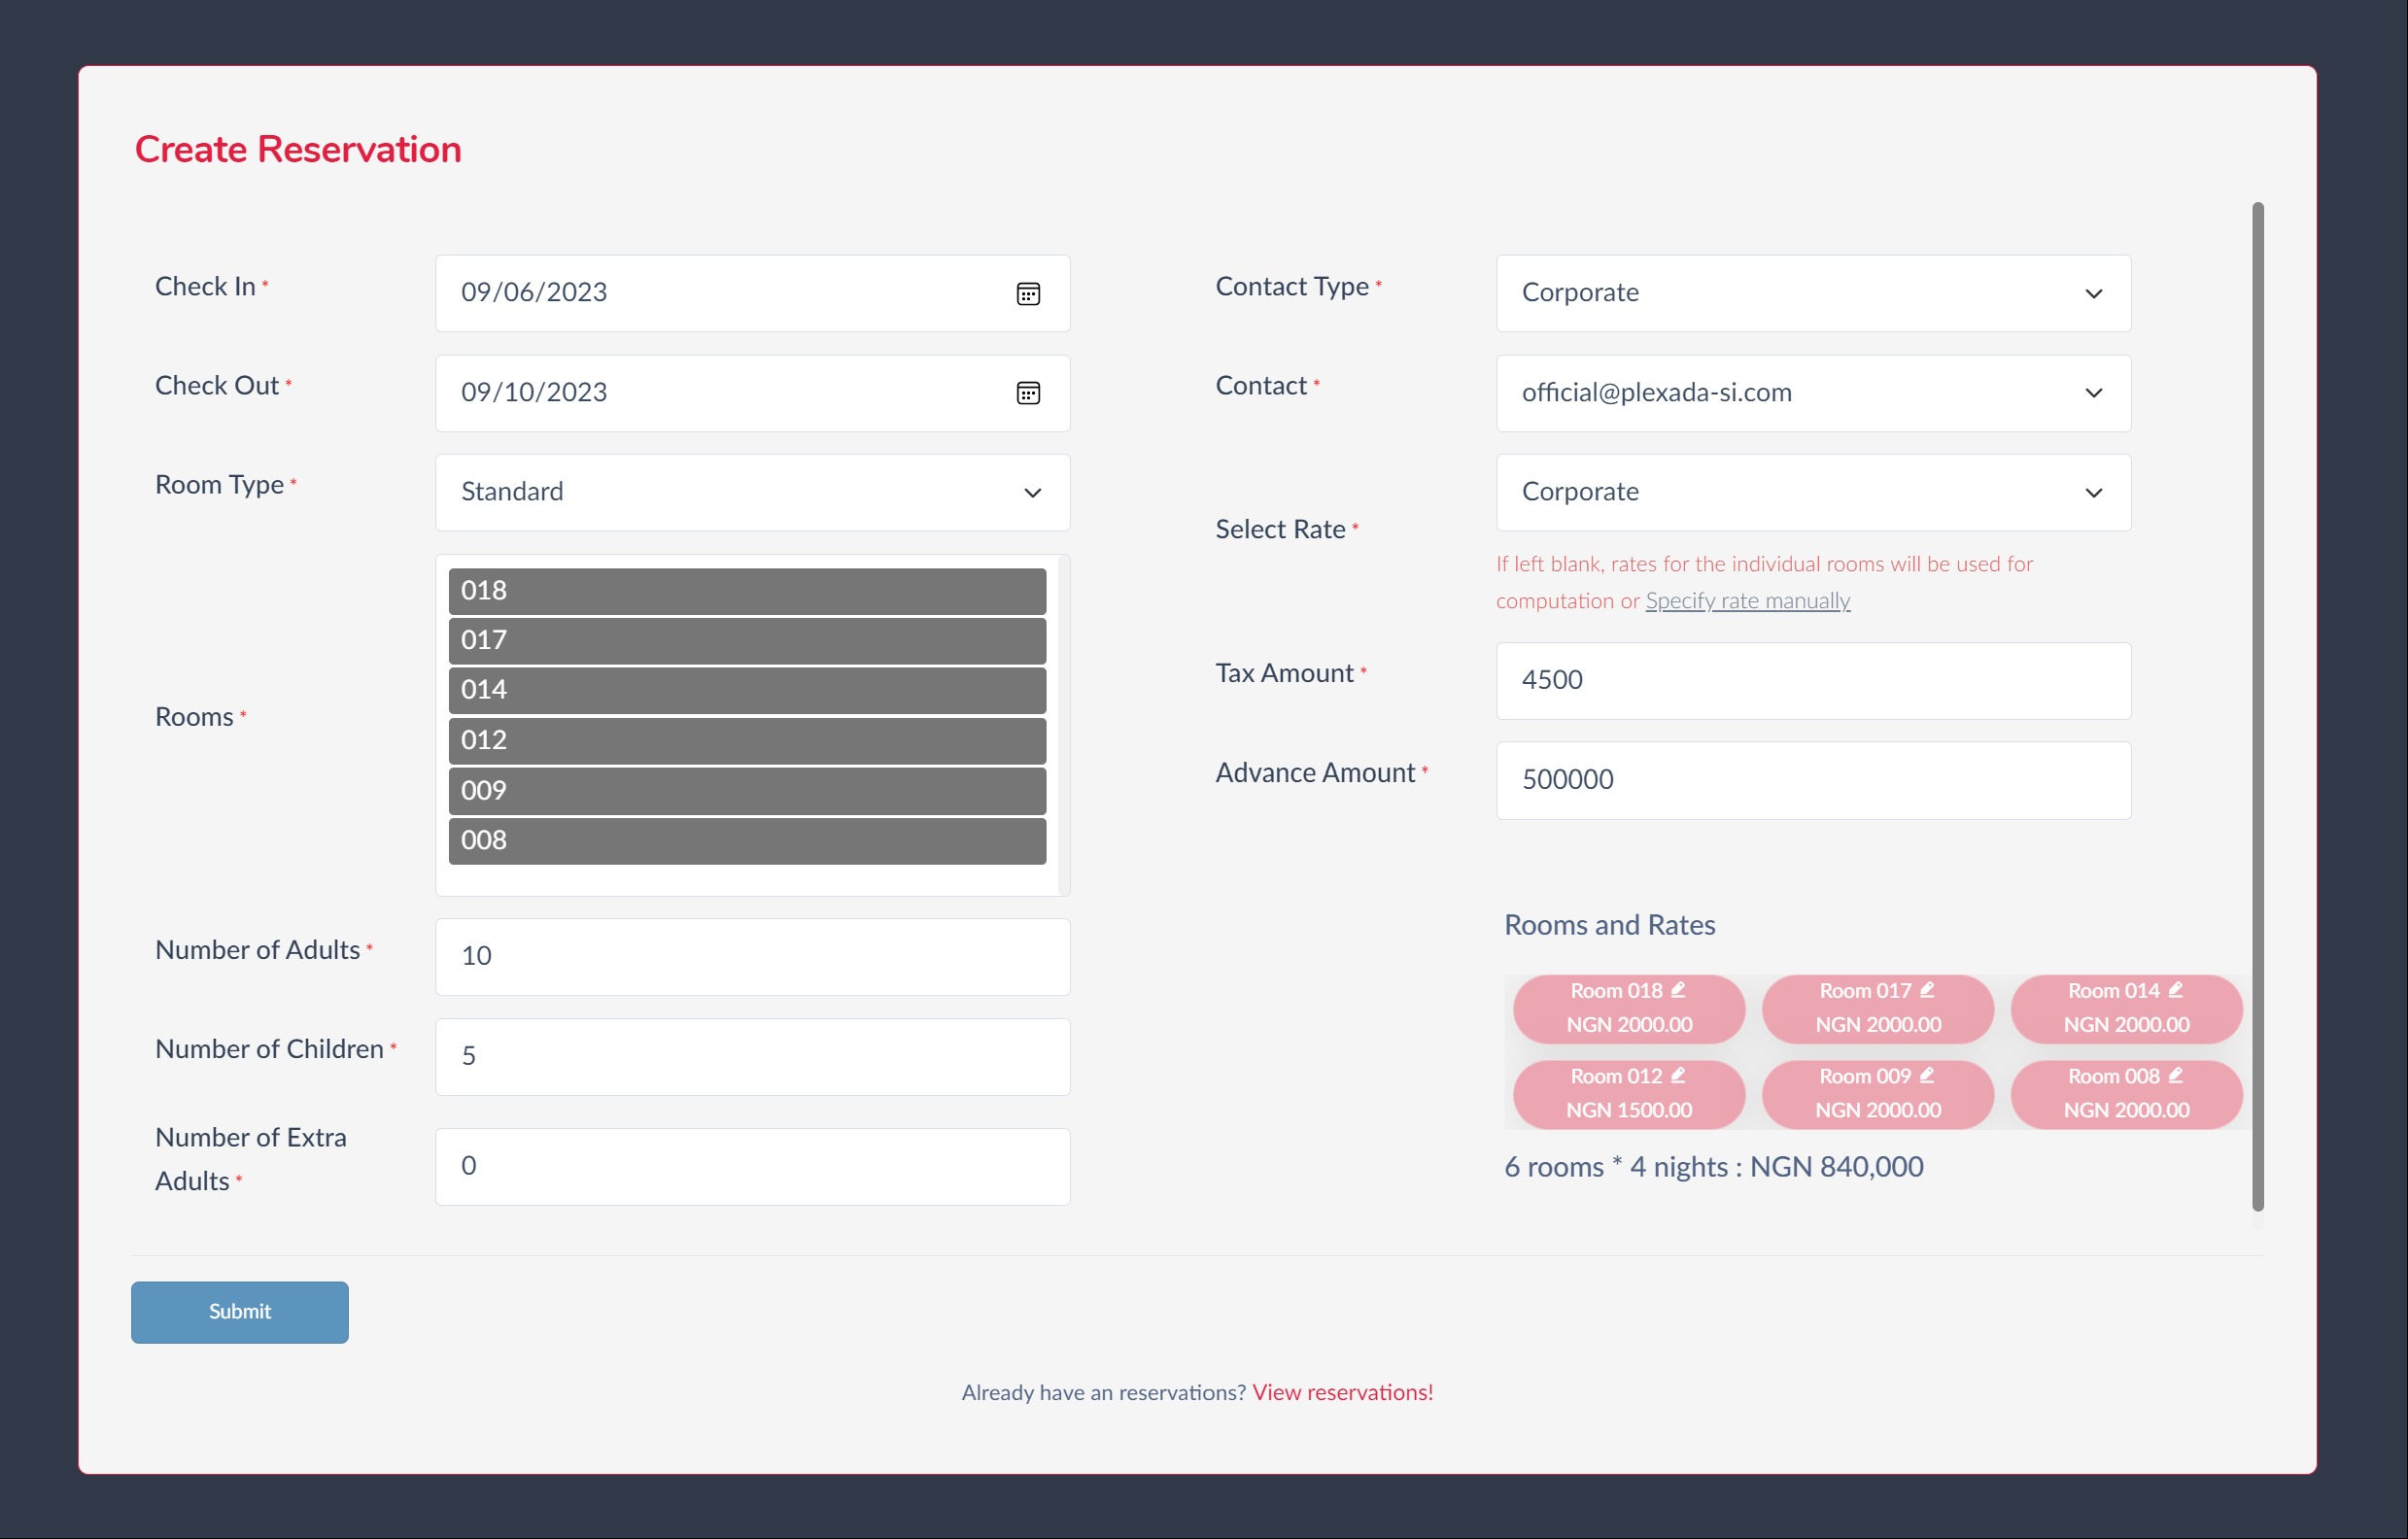 Create Reservation
Check In *
09/06/2023
Check Out *
09/10/2023
Room Type *
Standard
Rooms *
018
017
014
012
009
008
Number of Adults *
10
Number of Children *
5
Number of Extra
Adults *
0
Contact Type *
Corporate
Contact *
official@plexada-si.com
Select Rate *
Corporate
If left blank, rates for the individual rooms will be used for
computation or Specify rate manually
Tax Amount *
4500
Advance Amount *
500000
Rooms and Rates
Room 018
NGN 2000.00
Room 017
NGN 2000.00
Room 014
NGN 2000.00
Room 012
NGN 1500.00
Room 009
NGN 2000.00
Room 008
NGN 2000.00
6 rooms * 4 nights : NGN 840,000
Submit
Already have an reservations? View reservations!